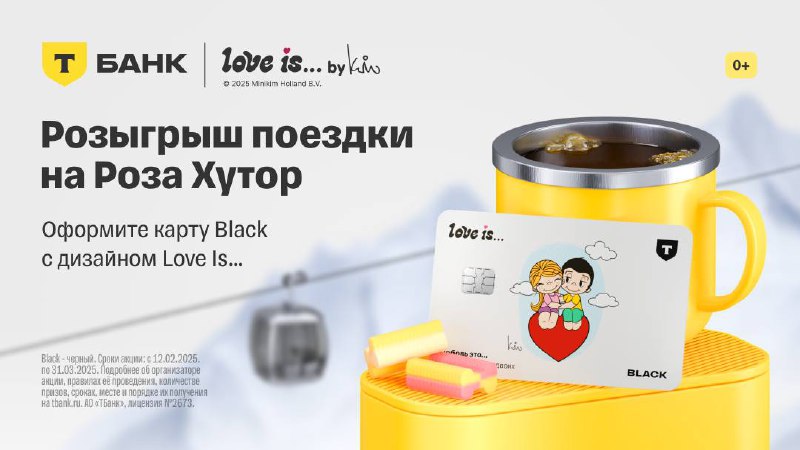 Т БАНК
love is... by kim
© 2025 Minikim Holland B.V.
0+
Розыгрыш поездки
на Роза Хутор
Оформите карту Black
с дизайном Love Is...
love is...
Т
kim
BLACK
Black - черный. Сроки акции: с 12.02.2025.
по 31.03.2025. Подробнее об организаторе
акции, правилах её проведения, количестве
призов, сроках, месте и порядке их получения
на tbank.ru. АО «ТБанк», лицензия №2673.